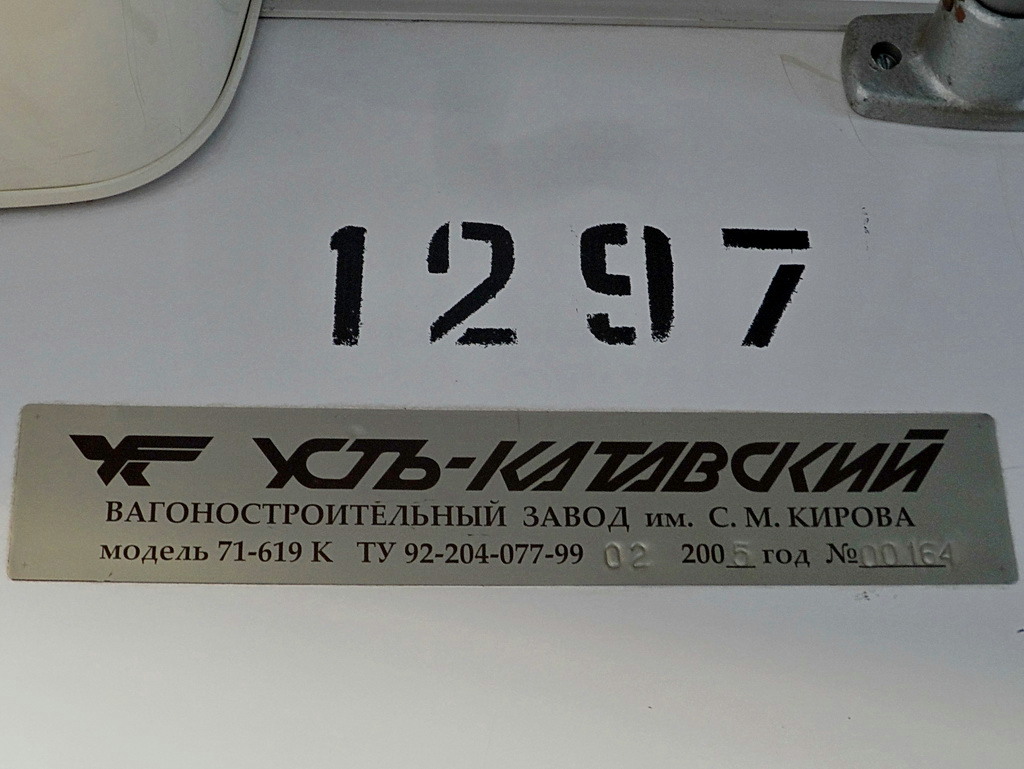 1297
УСТЬ-КАТАВСКИЙ
ВАГОНОСТРОИТЕЛЬНЫЙ ЗАВОД им. С. М. КИРОВА
модель 71-619 К ТУ 92-204-077-99 02 2005 год №00164